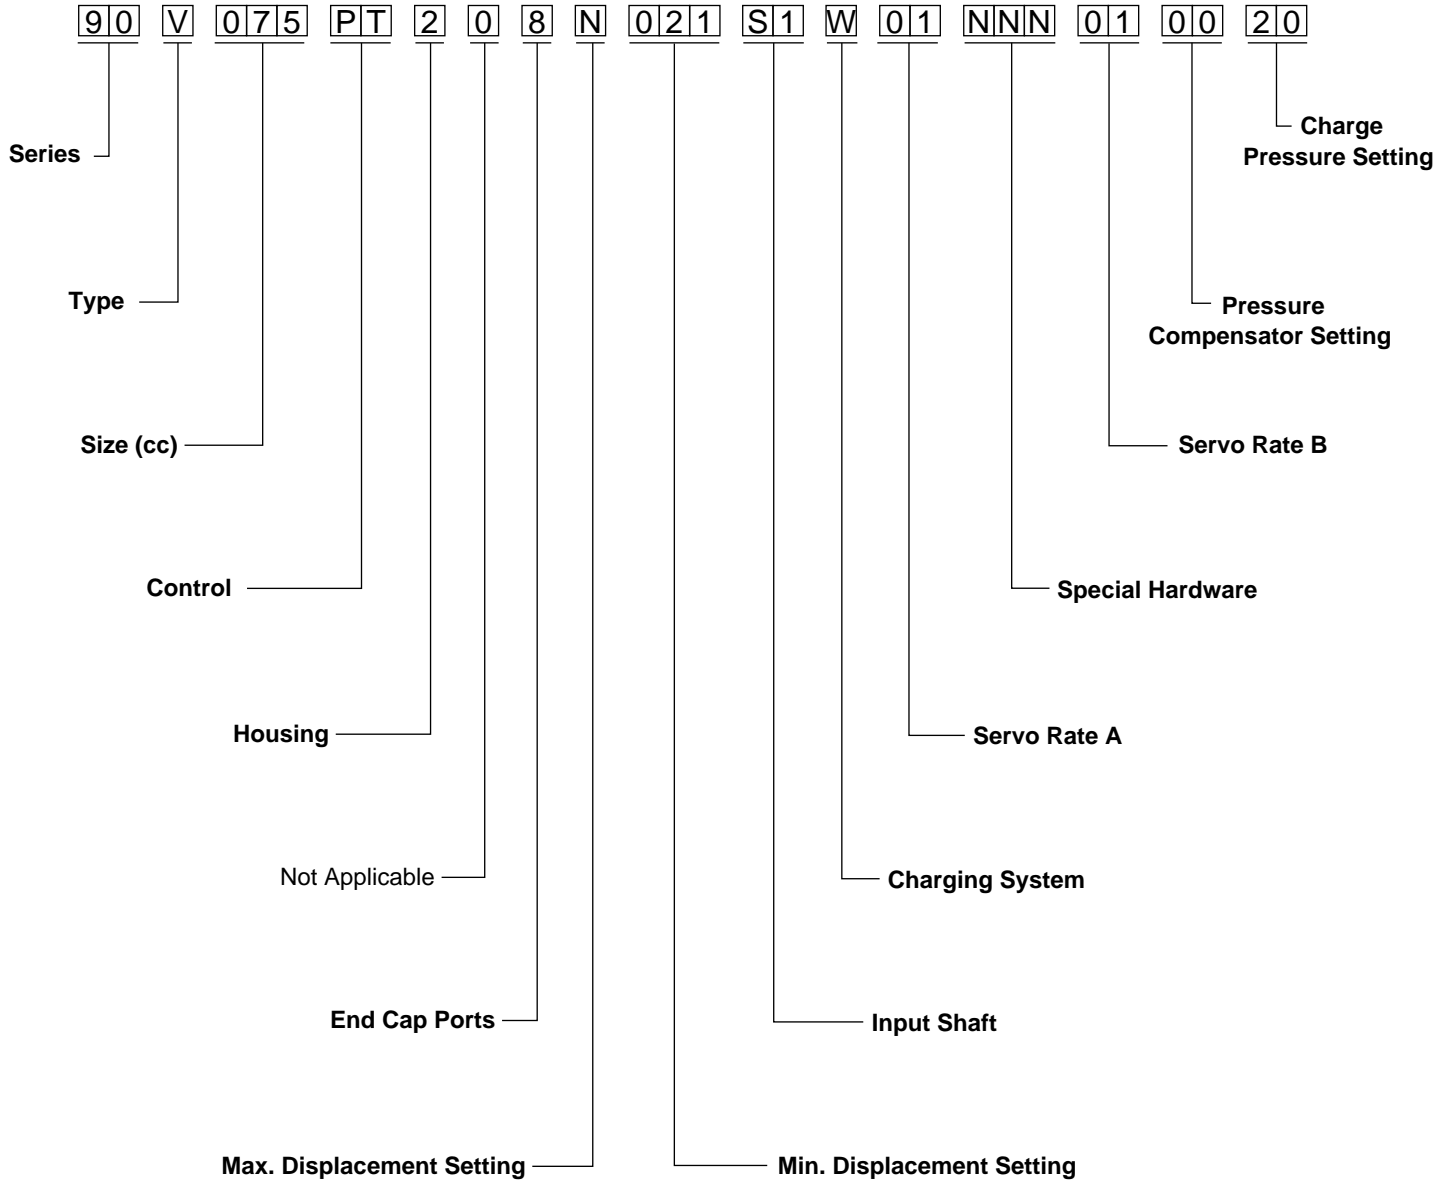 90 V 075 PT 2 0 8 N 021 S1 W 01 NNN 01 00 20
Charge
Pressure Setting
Series
Type
Pressure
Compensator Setting
Size (cc)
Servo Rate B
Control
Special Hardware
Housing
Servo Rate A
Not Applicable
Charging System
End Cap Ports
Input Shaft
Max. Displacement Setting
Min. Displacement Setting